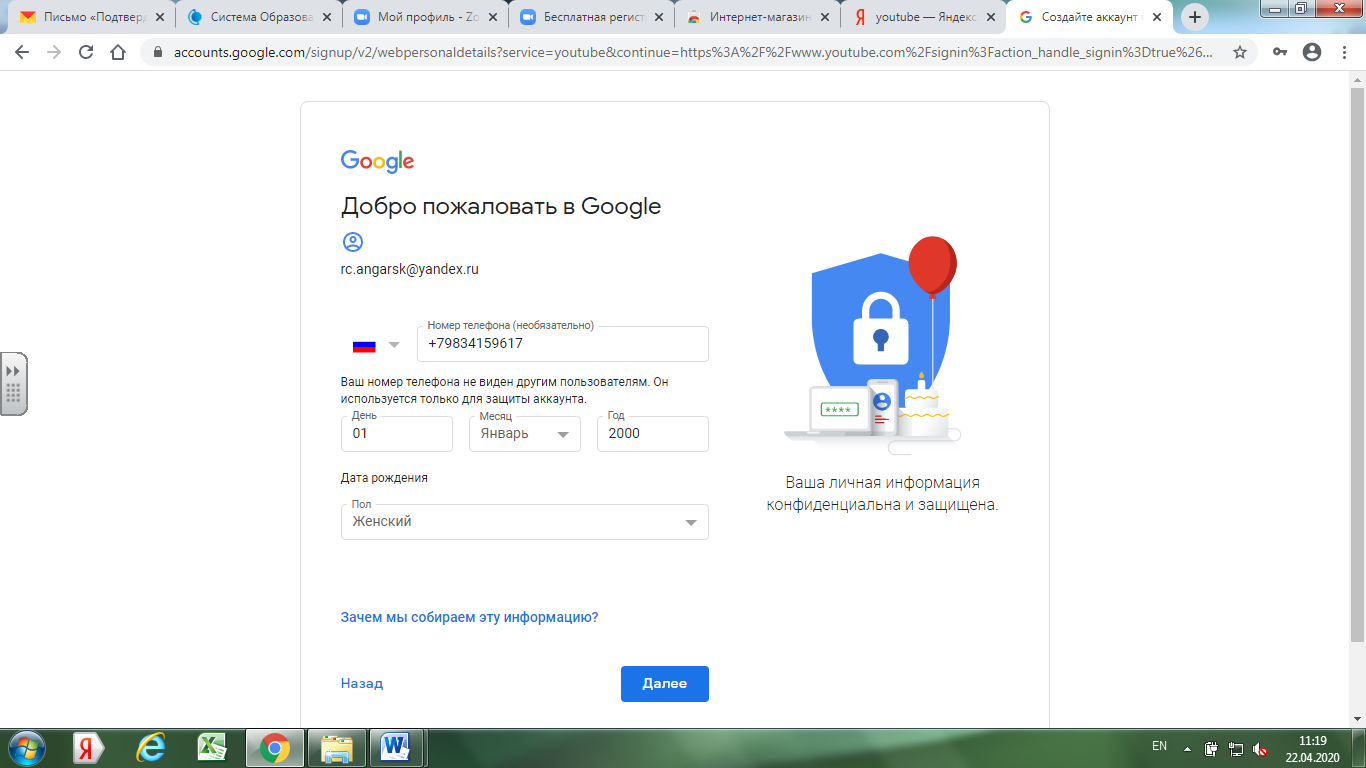 Письмо «Подтверд
Система Образова
Мой профиль - Zo
Бесплатная регист
Интернет-магазин
youtube — Яндекс
Создайте аккаунт G
accounts.google.com/signup/v2/webpersonaldetails?service=youtube&continue=https%3A%2F%2Fwww.youtube.com%2Fsignin%3Faction_handle_signin%3Dtrue%26...
Google
Добро пожаловать в Google
rc.angarsk@yandex.ru
Номер телефона (необязательно)
+79834159617
Ваш номер телефона не виден другим пользователям. Он
используется только для защиты аккаунта.
День
Месяц
Год
01
Январь
2000
Дата рождения
Пол
Женский
Зачем мы собираем эту информацию?
Назад
Далее
****
Ваша личная информация
конфиденциальна и защищена.
EN
11:19
22.04.2020